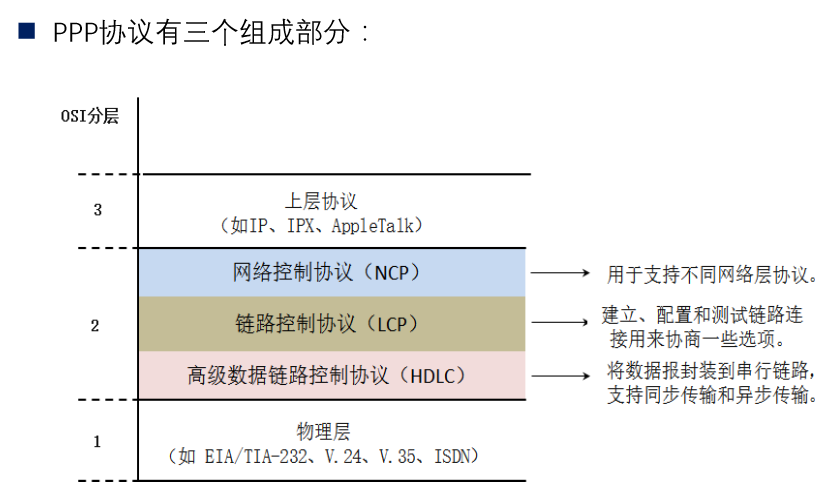 PPP协议有三个组成部分：
OSI分层
3
上层协议
（如IP、IPX、AppleTalk）
2
网络控制协议（NCP）
用于支持不同网络层协议。
链路控制协议（LCP）
建立、配置和测试链路连
接用来协商一些选项。
高级数据链路控制协议（HDLC）
将数据报封装到串行链路，
支持同步传输和异步传输。
1
物理层
（如 EIA/TIA-232、V.24、V.35、ISDN）